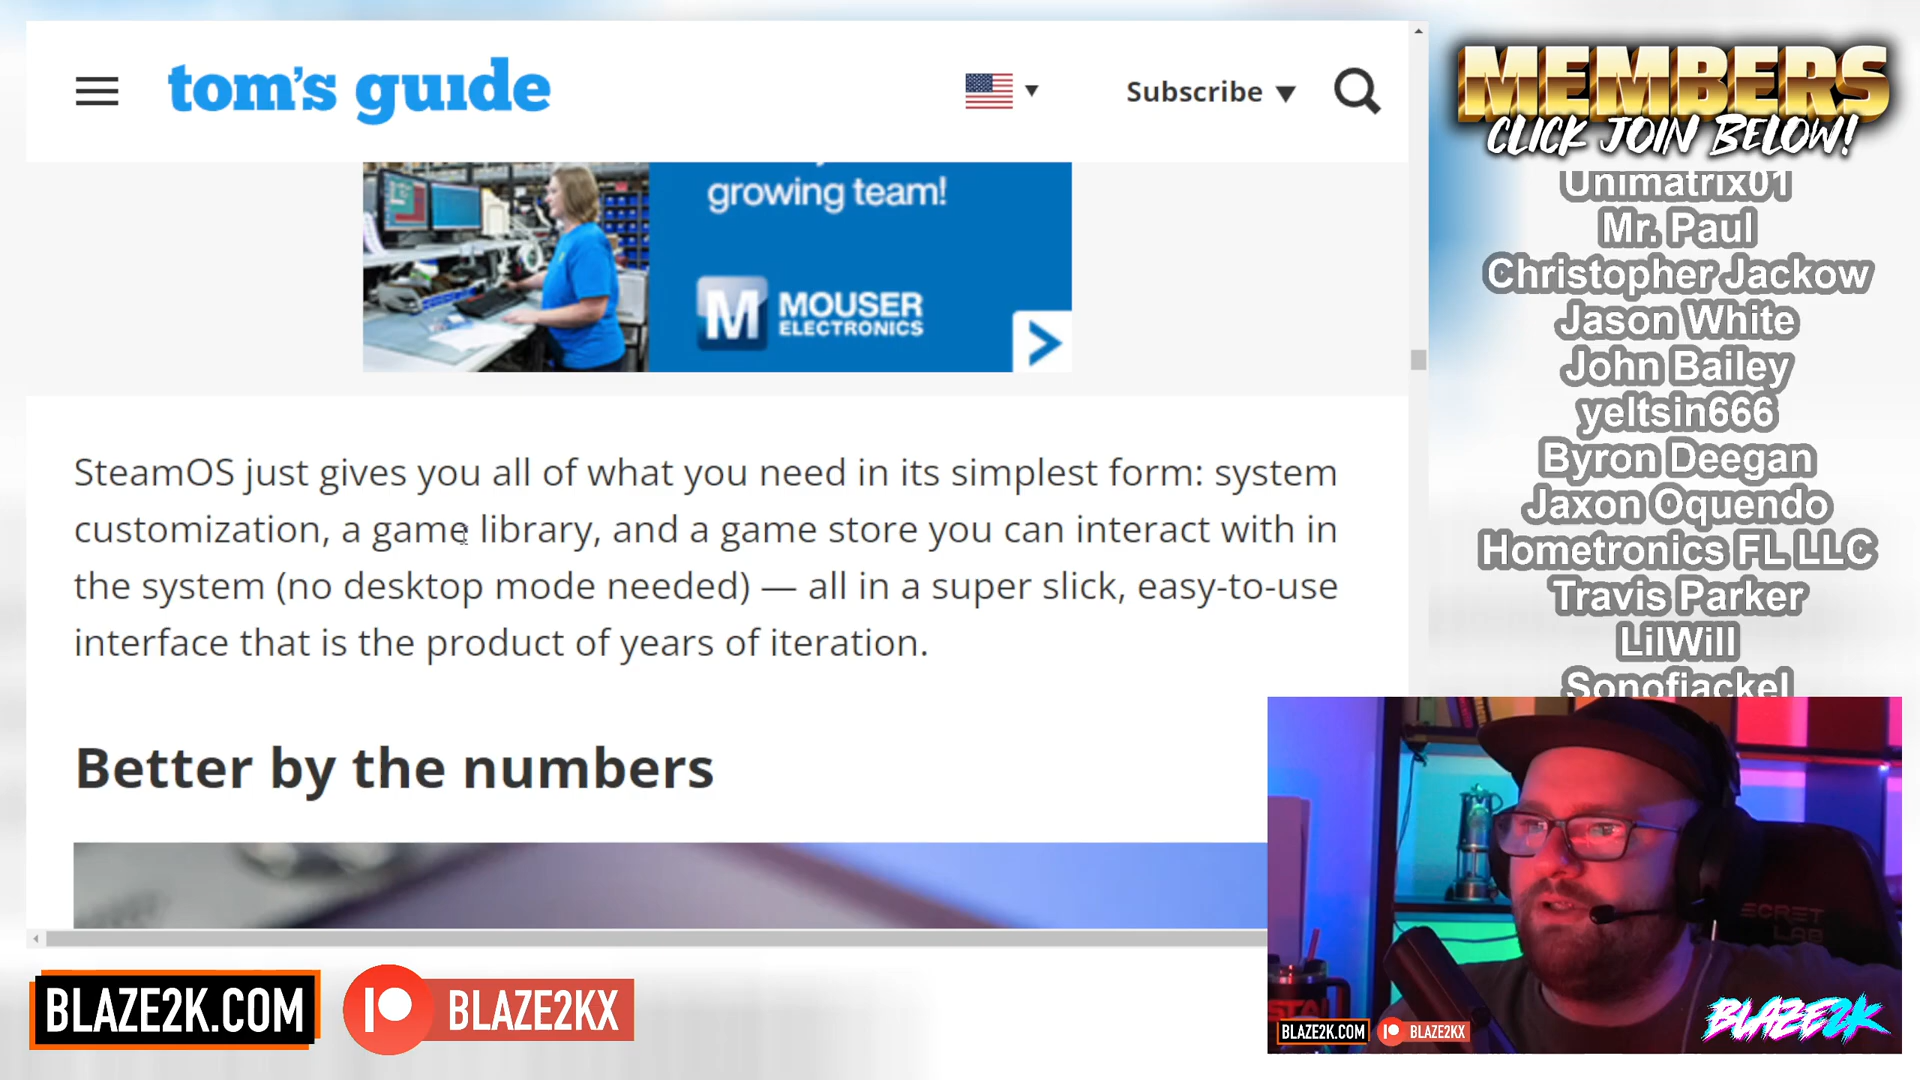 tom's guide
Subscribe
growing team!
M MOUSER
ELECTRONICS
SteamOS just gives you all of what you need in its simplest form: system
customization, a game library, and a game store you can interact with in
the system (no desktop mode needed) — all in a super slick, easy-to-use
interface that is the product of years of iteration.
Better by the numbers
MEMBERS
CLICK JOIN BELOW!
Unimatrix01
Mr. Paul
Christopher Jackow
Jason White
John Bailey
yeltsin666
Byron Deegan
Jaxon Oquendo
Hometronics FL LLC
Travis Parker
LilWill
Sonofjackel
SECRET
LAB
BLAZE2K.COM
BLAZE2KX
BLAZE2K
BLAZE2K.COM
BLAZE2KX